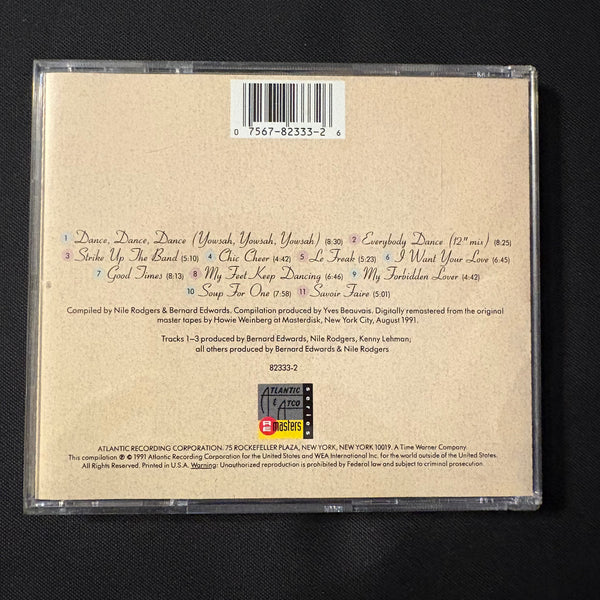 0 7567-82333-2 6
1 Dance, Dance, Dance (Yowsah, Yowsah, Yowsah) (8:30) 2 Everybody Dance (12" mix) (8:25)
3 Strike Up The Band (5:10) 4 Chic Cheer (4:42) 5 Le Freak (5:23) 6 I Want Your Love (6:45)
7 Good Times (8:13) 8 My Feet Keep Dancing (6:46) 9 My Forbidden Lover (4:42)
10 Soup For One (7:58) 11 Savoir Faire (5:01)
Compiled by Nile Rodgers & Bernard Edwards. Compilation produced by Yves Beauvais. Digitally remastered from the original
master tapes by Howie Weinberg at Masterdisk, New York City, August 1991.
Tracks 1–3 produced by Bernard Edwards, Nile Rodgers, Kenny Lehman;
all others produced by Bernard Edwards & Nile Rodgers
82333-2
ATLANTIC
& ATCO
masters
series
ATLANTIC RECORDING CORPORATION. 75 ROCKEFELLER PLAZA, NEW YORK, NEW YORK 10019. A Time Warner Company
This compilation ℗ © 1991 Atlantic Recording Corporation for the United States and WEA International Inc. for the world outside of the United States.
All Rights Reserved. Printed in U.S.A. Warning: Unauthorized reproduction is prohibited by Federal law and subject to criminal prosecution.